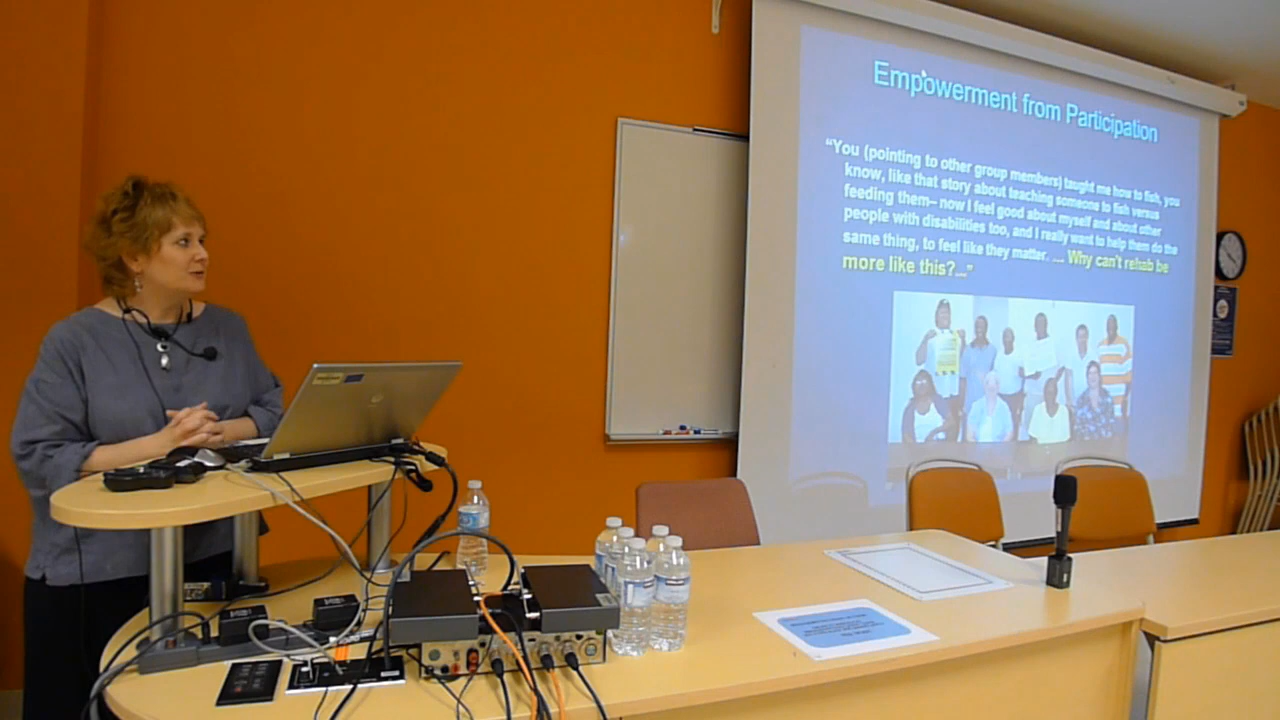 Empowerment from Participation
“You (pointing to other group members) taught me how to fish, you
know, like that story about teaching someone to fish versus
feeding them– now I feel good about myself and about other
people with disabilities too, and I really want to help them do the
same thing, to feel like they matter. .... Why can't rehab be
more like this?...”